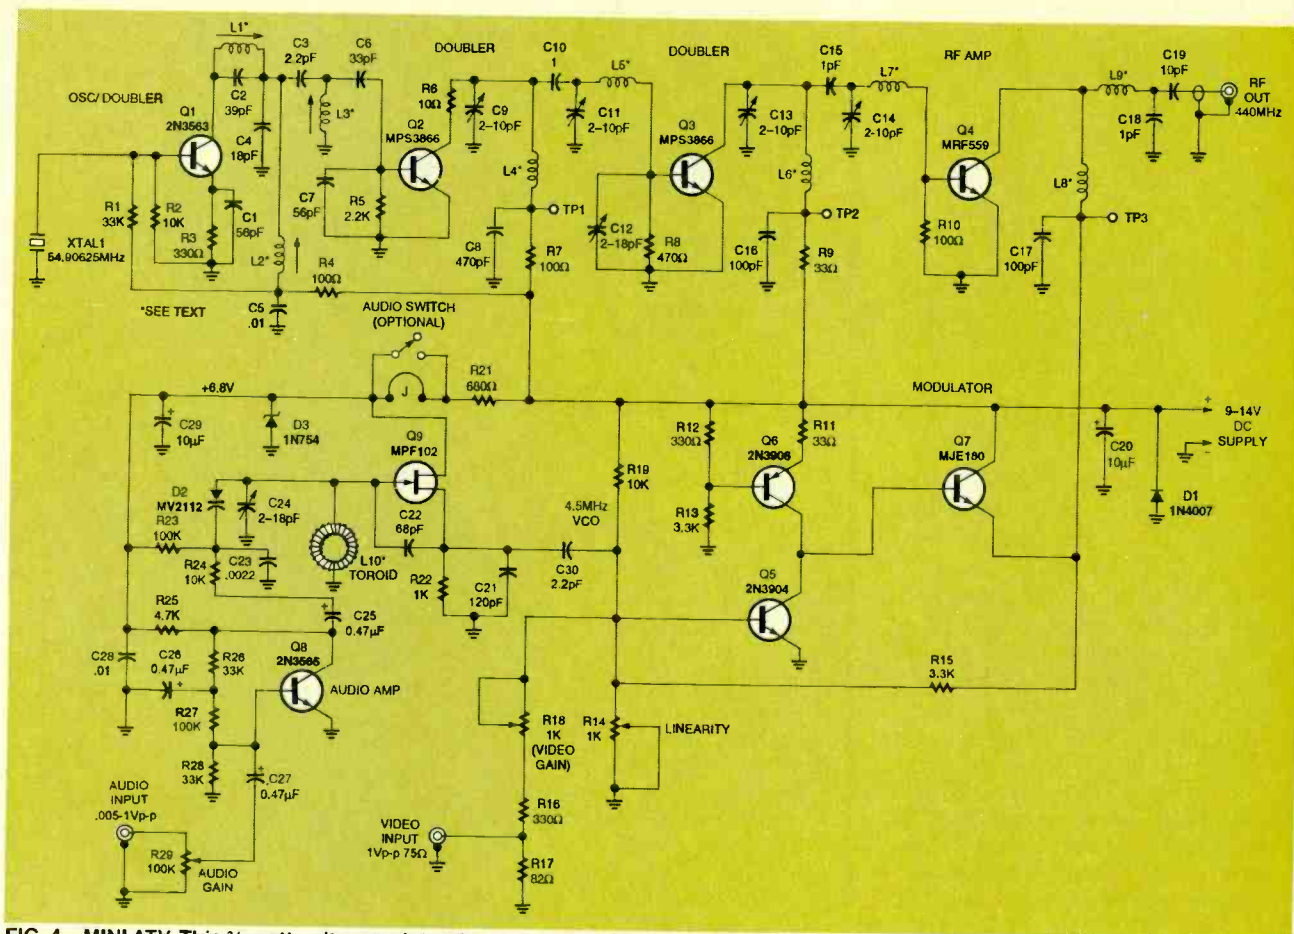 L1*
C3
2.2pF
C6
33pF
DOUBLER
C10
1
L5*
DOUBLER
C15
1pF
L7*
RF AMP
C19
10pF
L9*
RF
OUT
440MHz
OSC/ DOUBLER
Q1
2N3563
C2
39pF
C4
18pF
L3*
R6
10Ω
Q2
MPS3866
C9
2–10pF
C11
2–10pF
Q3
MPS3866
C13
2–10pF
C14
2–10pF
Q4
MRF559
C18
1pF
R1
33K
R2
10K
R3
330Ω
C1
56pF
C7
56pF
R5
2.2K
L4*
TP1
C12
2–18pF
R8
470Ω
L6*
TP2
R10
100Ω
L8*
TP3
XTAL1
54.90625MHz
L2*
R4
100Ω
C8
470pF
R7
100Ω
C16
100pF
R9
33Ω
C17
100pF
*SEE TEXT
C5
.01
AUDIO SWITCH
(OPTIONAL)
J
R21
680Ω
+6.8V
MODULATOR
C29
10μF
D3
1N754
Q9
MPF102
R12
330Ω
Q6
2N3906
R11
33Ω
Q7
MJE180
C20
10μF
+
9–14V
DC
SUPPLY
–
D1
1N4007
D2
MV2112
C24
2–18pF
R23
100K
C22
68pF
4.5MHz
VCO
R19
10K
R13
3.3K
R24
10K
C23
.0022
L10*
TOROID
R22
1K
C21
120pF
C30
2.2pF
Q5
2N3904
R25
4.7K
C25
0.47μF
C28
.01
C26
0.47μF
R26
33K
Q8
2N3565
AUDIO AMP
R15
3.3K
R27
100K
R18
1K
(VIDEO
GAIN)
R14
1K
LINEARITY
R28
33K
C27
0.47μF
AUDIO
INPUT
.005-1Vp-p
R29
100K
AUDIO
GAIN
VIDEO
INPUT
1Vp-p 75Ω
R16
330Ω
R17
82Ω